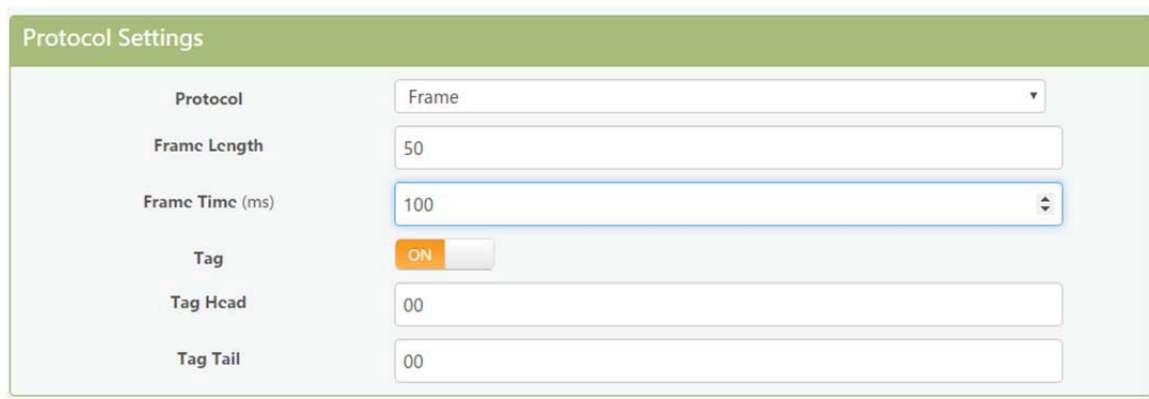 Protocol Settings
Protocol Frame
Frame Length 50
Frame Time (ms) 100
Tag ON
Tag Head 00
Tag Tail 00